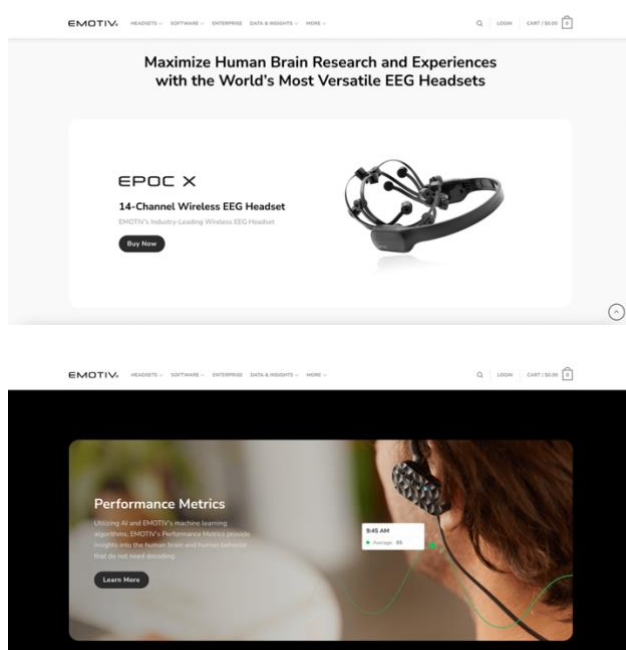 EMOTIV HEADSETS SOFTWARE ENTERPRISE DATA & INSIGHTS MORE LOGIN CART / $0.00 0
Maximize Human Brain Research and Experiences
with the World's Most Versatile EEG Headsets
EPOC X
14-Channel Wireless EEG Headset
EMOTIV's Industry-Leading Wireless EEG Headset
Buy Now
EMOTIV HEADSETS SOFTWARE ENTERPRISE DATA & INSIGHTS MORE LOGIN CART / $0.00 0
Performance Metrics
Utilizing AI and EMOTIV's machine learning
algorithms, EMOTIV's Performance Metrics provide
insights into the human brain and human behavior
that do not need decoding.
9:45 AM
Average: 85
Learn More